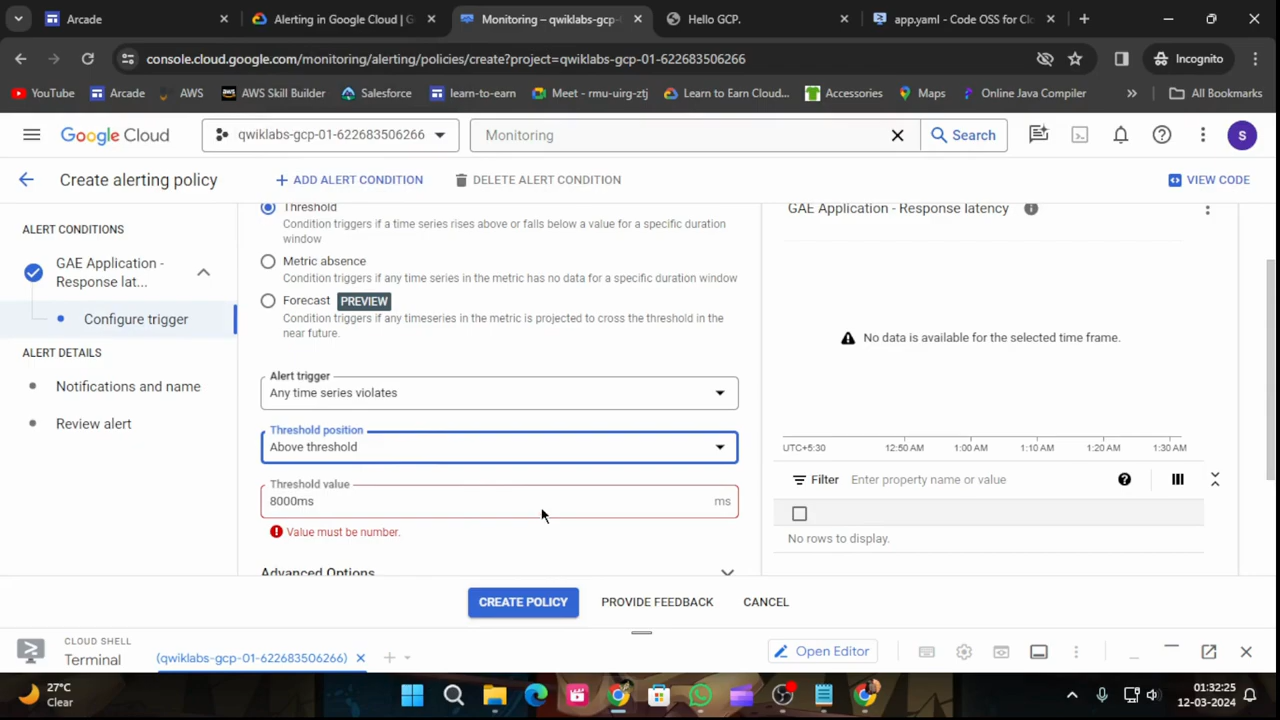 Arcade
Alerting in Google Cloud | G
Monitoring – qwiklabs-gcp-
Hello GCP.
app.yaml - Code OSS for Clo
console.cloud.google.com/monitoring/alerting/policies/create?project=qwiklabs-gcp-01-622683506266
Incognito
YouTube
Arcade
AWS
AWS Skill Builder
Salesforce
learn-to-earn
Meet - rmu-uirg-ztj
Learn to Earn Cloud...
Accessories
Maps
Online Java Compiler
»
All Bookmarks
Google Cloud
qwiklabs-gcp-01-622683506266
Monitoring
Search
S
Create alerting policy
ADD ALERT CONDITION
DELETE ALERT CONDITION
VIEW CODE
ALERT CONDITIONS
GAE Application -
Response lat...
Configure trigger
ALERT DETAILS
Notifications and name
Review alert
Threshold
Condition triggers if a time series rises above or falls below a value for a specific duration
window
Metric absence
Condition triggers if any time series in the metric has no data for a specific duration window
Forecast PREVIEW
Condition triggers if any timeseries in the metric is projected to cross the threshold in the
near future.
Alert trigger
Any time series violates
Threshold position
Above threshold
Threshold value
8000ms ms
Value must be number.
Advanced Options
GAE Application - Response latency
No data is available for the selected time frame.
UTC+5:30 12:50 AM 1:00 AM 1:10 AM 1:20 AM 1:30 AM
Filter Enter property name or value
No rows to display.
CREATE POLICY
PROVIDE FEEDBACK
CANCEL
CLOUD SHELL
Terminal
(qwiklabs-gcp-01-622683506266)
Open Editor
27°C
Clear
01:32:25
12-03-2024